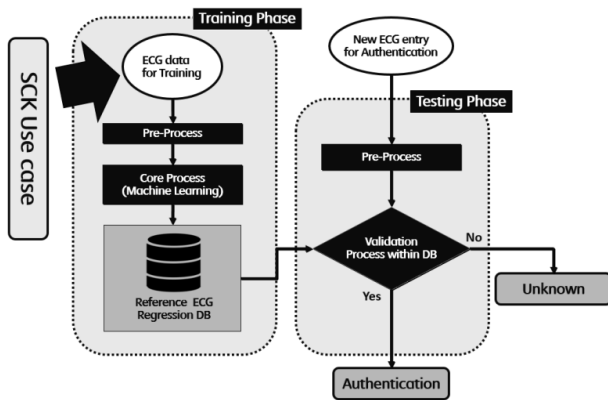 SCK Use case
Training Phase
ECG data
for Training
Pre-Process
Core Process
(Machine Learning)
Reference ECG
Regression DB
New ECG entry
for Authentication
Testing Phase
Pre-Process
Validation
Process within DB
No
Yes
Unknown
Authentication